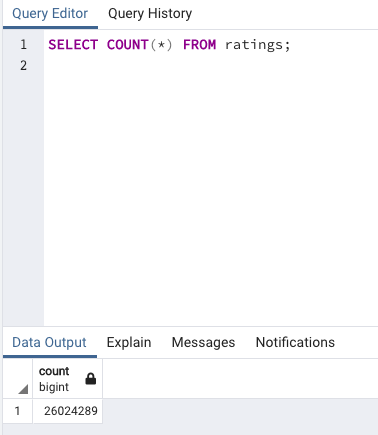 Query Editor Query History
1 SELECT COUNT(*) FROM ratings;
2
Data Output Explain Messages Notifications
count
bigint
1 26024289